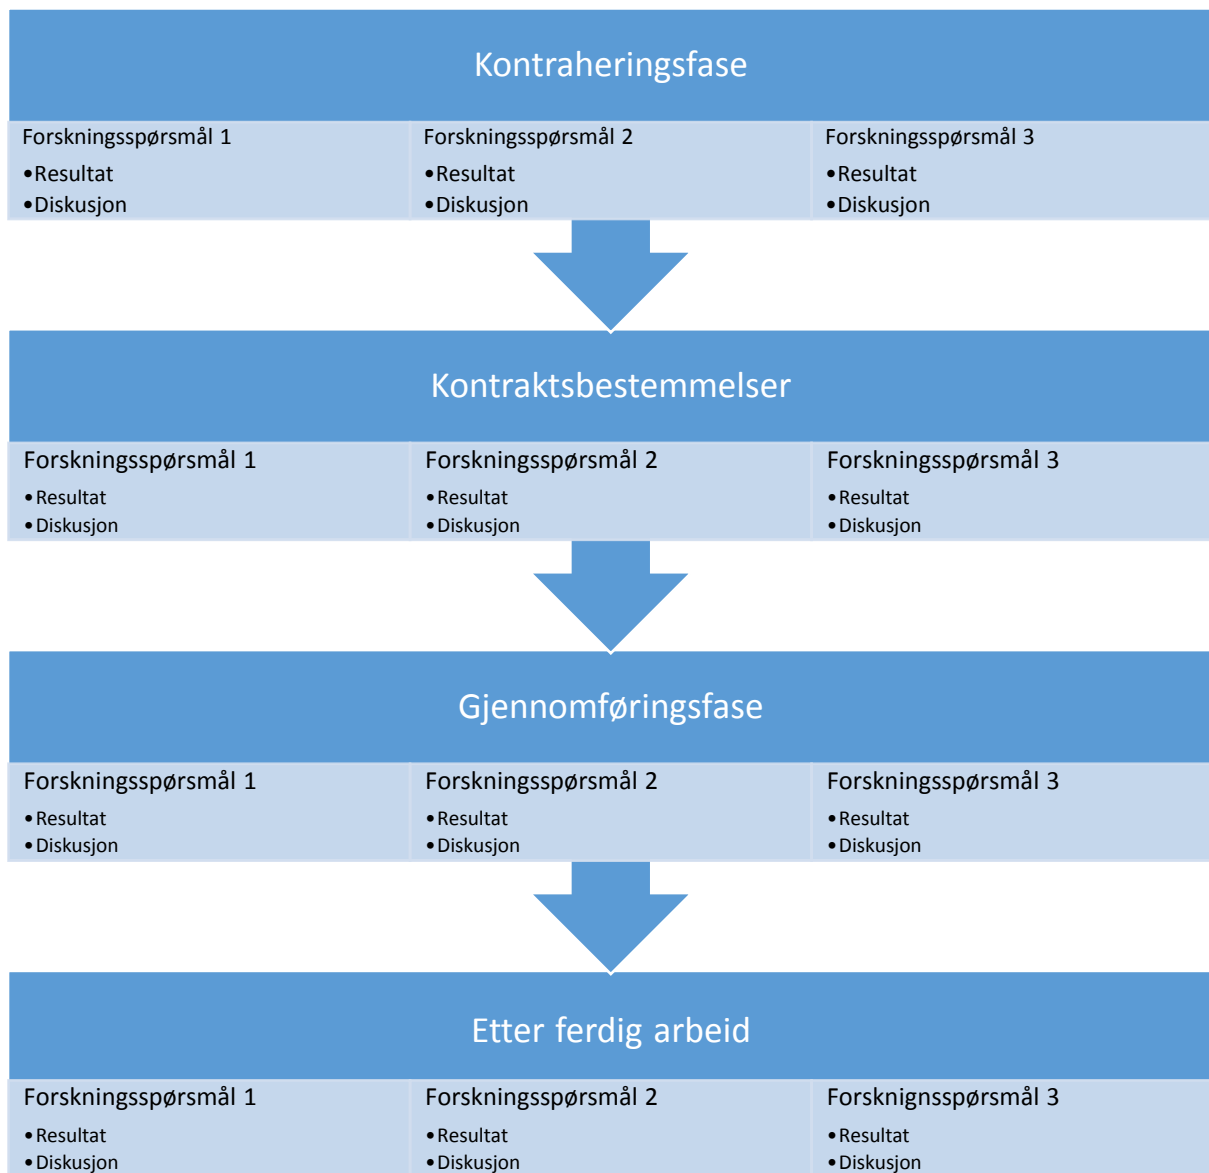 Kontraheringsfase
Forskningsspørsmål 1
•Resultat
•Diskusjon
Forskningsspørsmål 2
•Resultat
•Diskusjon
Forskningsspørsmål 3
•Resultat
•Diskusjon
Kontraktsbestemmelser
Forskningsspørsmål 1
•Resultat
•Diskusjon
Forskningsspørsmål 2
•Resultat
•Diskusjon
Forskningsspørsmål 3
•Resultat
•Diskusjon
Gjennomføringsfase
Forskningsspørsmål 1
•Resultat
•Diskusjon
Forskningsspørsmål 2
•Resultat
•Diskusjon
Forskningsspørsmål 3
•Resultat
•Diskusjon
Etter ferdig arbeid
Forskningsspørsmål 1
•Resultat
•Diskusjon
Forskningsspørsmål 2
•Resultat
•Diskusjon
Forsknignsspørsmål 3
•Resultat
•Diskusjon